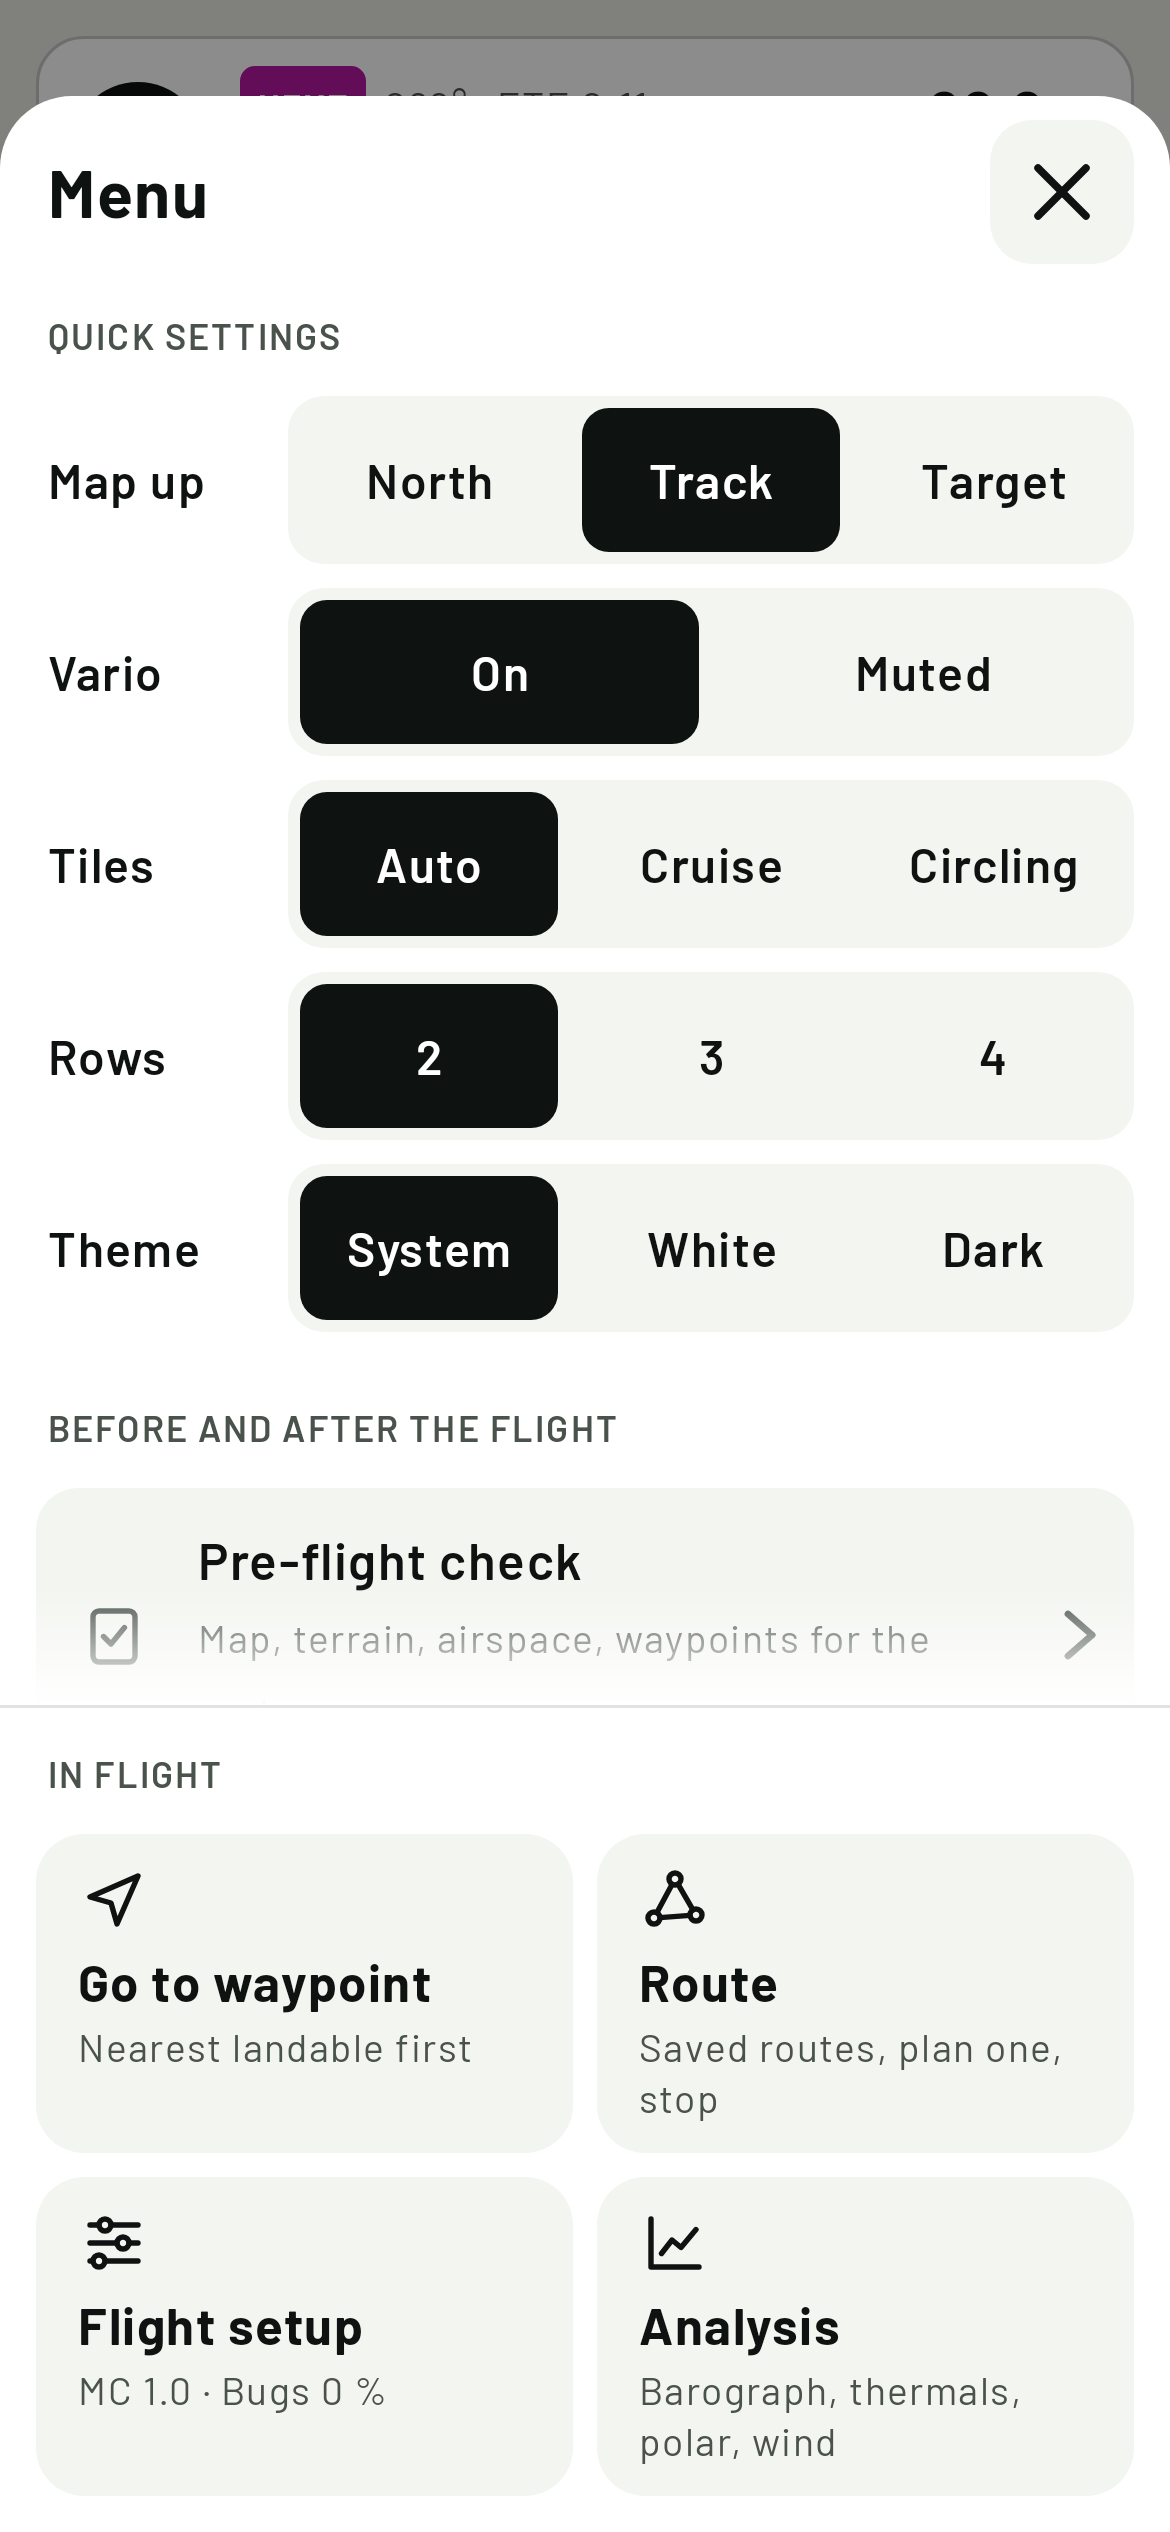 Menu
QUICK SETTINGS
Map up North Track Target
Vario On Muted
Tiles Auto Cruise Circling
Rows 2 3 4
Theme System White Dark
BEFORE AND AFTER THE FLIGHT
Pre-flight check
Map, terrain, airspace, waypoints for the
IN FLIGHT
Go to waypoint
Nearest landable first
Route
Saved routes, plan one,
stop
Flight setup
MC 1.0 · Bugs 0 %
Analysis
Barograph, thermals,
polar, wind